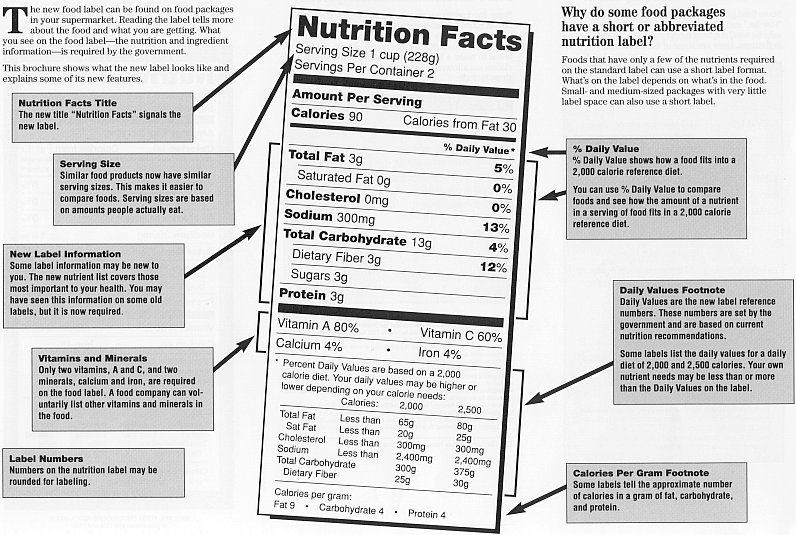 The new food label can be found on food packages
in your supermarket. Reading the label tells more
about the food and what you are getting. What
you see on the food label—the nutrition and ingredient
information—is required by the government.
This brochure shows what the new label looks like and
explains some of its new features.
Nutrition Facts Title
The new title "Nutrition Facts" signals the
new label.
Serving Size
Similar food products now have similar
serving sizes. This makes it easier to
compare foods. Serving sizes are based
on amounts people actually eat.
New Label Information
Some label information may be new to
you. The new nutrient list covers those
most important to your health. You may
have seen this information on some old
labels, but it is now required.
Vitamins and Minerals
Only two vitamins, A and C, and two
minerals, calcium and iron, are required
on the food label. A food company can vol-
untarily list other vitamins and minerals in
the food.
Label Numbers
Numbers on the nutrition label may be
rounded for labeling.
Nutrition Facts
Serving Size 1 cup (228g)
Servings Per Container 2
Amount Per Serving
Calories 90 Calories from Fat 30
% Daily Value*
Total Fat 3g 5%
Saturated Fat 0g 0%
Cholesterol 0mg 0%
Sodium 300mg 13%
Total Carbohydrate 13g 4%
Dietary Fiber 3g 12%
Sugars 3g
Protein 3g
Vitamin A 80% • Vitamin C 60%
Calcium 4% • Iron 4%
* Percent Daily Values are based on a 2,000
calorie diet. Your daily values may be higher or
lower depending on your calorie needs:
Calories: 2,000 2,500
Total Fat Less than 65g 80g
Sat Fat Less than 20g 25g
Cholesterol Less than 300mg 300mg
Sodium Less than 2,400mg 2,400mg
Total Carbohydrate 300g 375g
Dietary Fiber 25g 30g
Calories per gram:
Fat 9 • Carbohydrate 4 • Protein 4
Why do some food packages
have a short or abbreviated
nutrition label?
Foods that have only a few of the nutrients required
on the standard label can use a short label format.
What's on the label depends on what's in the food.
Small- and medium-sized packages with very little
label space can also use a short label.
% Daily Value
% Daily Value shows how a food fits into a
2,000 calorie reference diet.
You can use % Daily Value to compare
foods and see how the amount of a nutrient
in a serving of food fits in a 2,000 calorie
reference diet.
Daily Values Footnote
Daily Values are the new label reference
numbers. These numbers are set by the
government and are based on current
nutrition recommendations.
Some labels list the daily values for a daily
diet of 2,000 and 2,500 calories. Your own
nutrient needs may be less than or more
than the Daily Values on the label.
Calories Per Gram Footnote
Some labels tell the approximate number
of calories in a gram of fat, carbohydrate,
and protein.